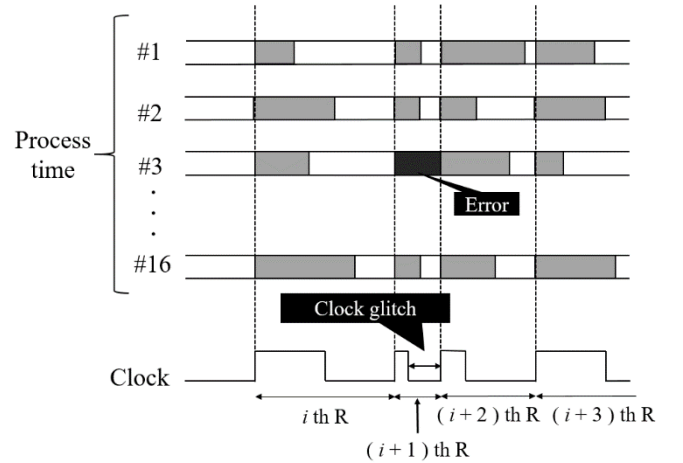 #1
#2
Process
time
#3
Error
#16
Clock glitch
Clock
i th R
( i + 2 ) th R
( i + 3 ) th R
( i + 1 ) th R